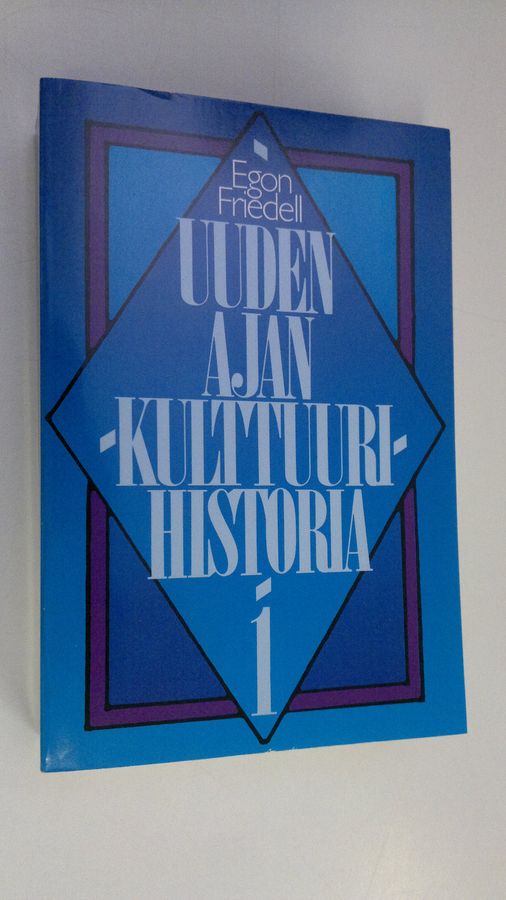 Egon
Friedell
UUDEN
AJAN
-KULTTUURI-
HISTORIA
1